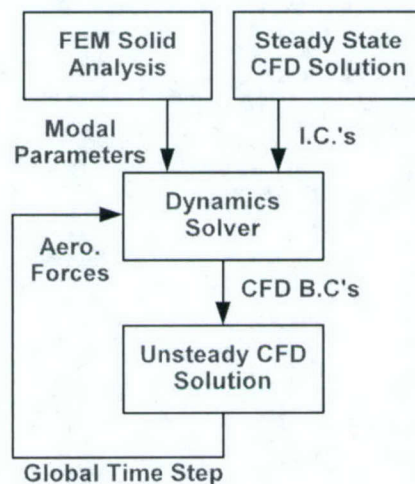 FEM Solid
Analysis
Steady State
CFD Solution
Modal
Parameters
I.C.'s
Dynamics
Solver
Aero.
Forces
CFD B.C's
Unsteady CFD
Solution
Global Time Step